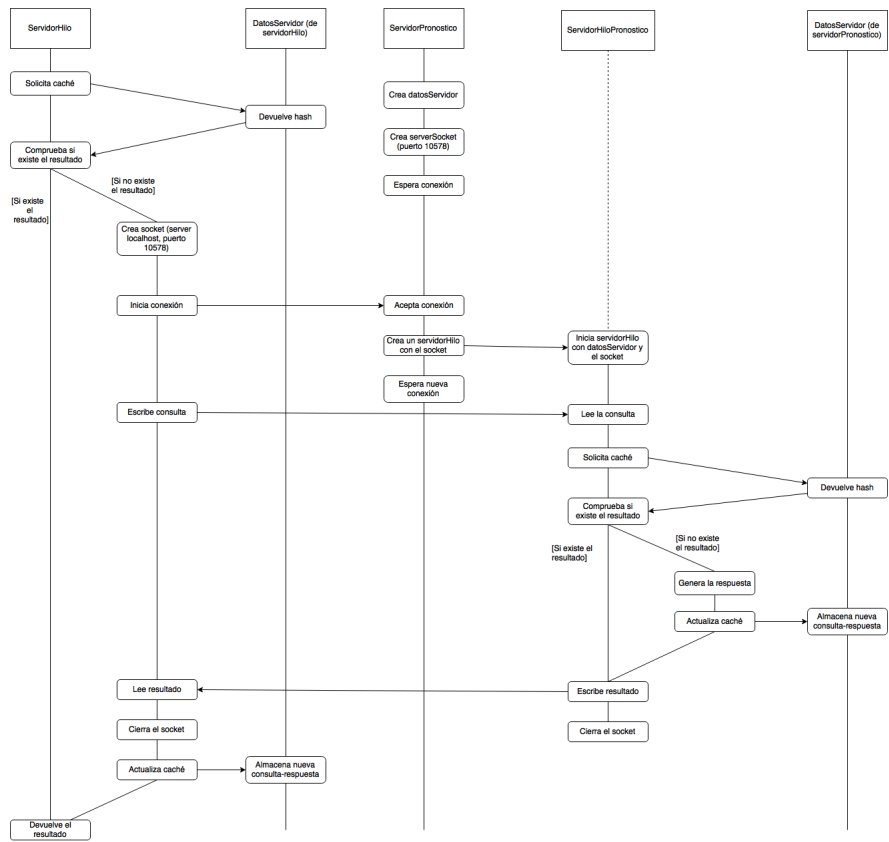 ServidorHilo
DatosServidor (de
servidorHilo)
ServidorPronostico
ServidorHiloPronostico
DatosServidor (de
servidorPronostico)
Solicita caché
Devuelve hash
Crea datosServidor
Crea serverSocket
(puerto 10578)
Comprueba si
existe el resultado
Espera conexión
[Si no existe
el resultado]
[Si existe
el
resultado]
Crea socket (server
localhost, puerto
10578)
Inicia conexión
Acepta conexión
Crea un servidorHilo
con el socket
Inicia servidorHilo
con datosServidor y
el socket
Espera nueva
conexión
Escribe consulta
Lee la consulta
Solicita caché
Devuelve hash
Comprueba si
existe el resultado
[Si existe el
resultado]
[Si no existe
el resultado]
Genera la respuesta
Actualiza caché
Almacena nueva
consulta-respuesta
Lee resultado
Escribe resultado
Cierra el socket
Cierra el socket
Actualiza caché
Almacena nueva
consulta-respuesta
Devuelve el
resultado